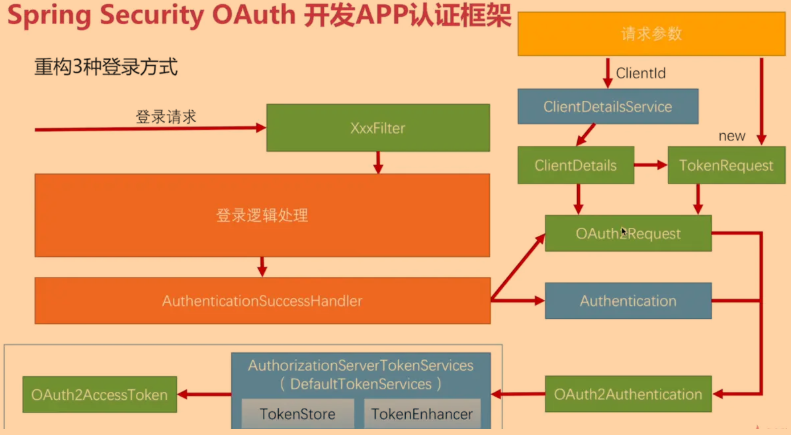 Spring Security OAuth 开发APP认证框架
重构3种登录方式
登录请求
XxxFilter
登录逻辑处理
AuthenticationSuccessHandler
请求参数
ClientId
ClientDetailsService
new
ClientDetails
TokenRequest
OAuth2Request
Authentication
OAuth2Authentication
AuthorizationServerTokenServices
( DefaultTokenServices )
TokenStore
TokenEnhancer
OAuth2AccessToken